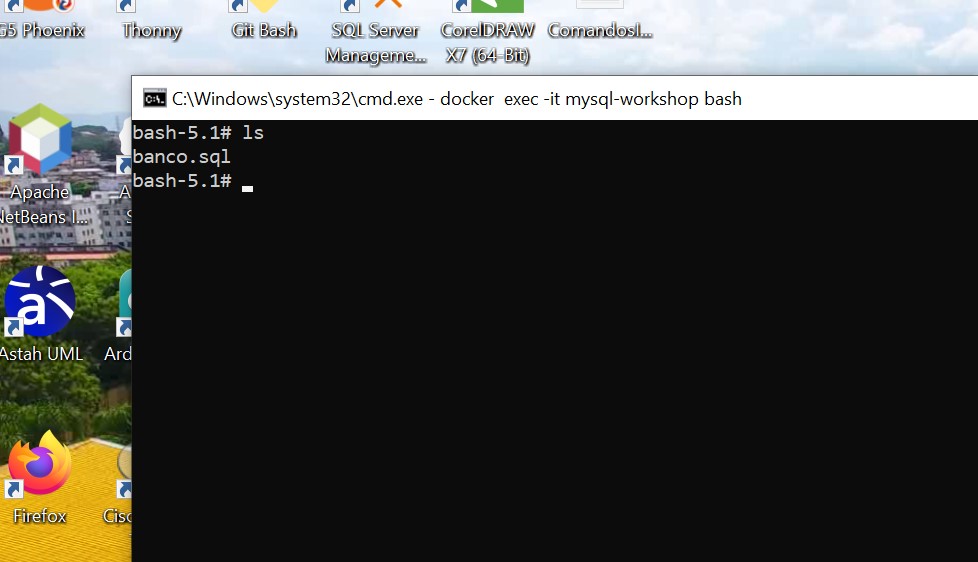 G5 Phoenix
Thonny
Git Bash
SQL Server
Manageme...
CorelDRAW
X7 (64-Bit)
ComandosI...
C:\Windows\system32\cmd.exe - docker  exec -it mysql-workshop bash
bash-5.1# ls
banco.sql
bash-5.1#
Apache
NetBeans I...
Astah UML
Ard
Firefox
Cisc